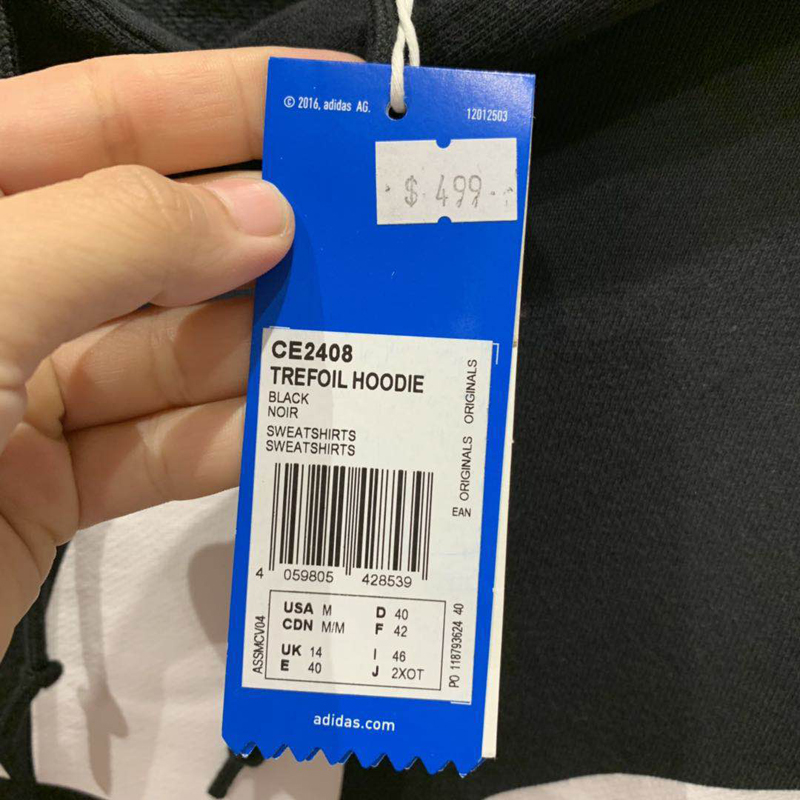 © 2016, adidas AG.
12012503
$ 499
CE2408
TREFOIL HOODIE
BLACK
NOIR
SWEATSHIRTS
SWEATSHIRTS
EAN ORIGINALS ORIGINALS
4 059805 428539
ASSMCV04
USA M D 40
CDN M/M F 42
UK 14 I 46
E 40 J 2XOT
PO 118793624 40
adidas.com